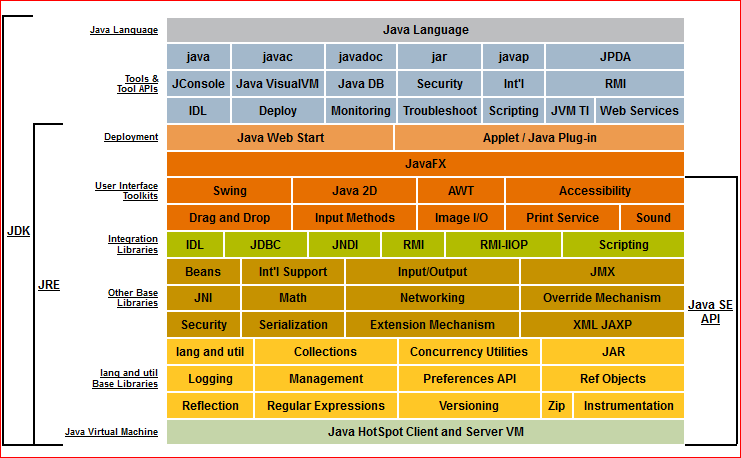 Java Language Java Language
java javac javadoc jar javap JPDA
Tools &
Tool APIs
JConsole Java VisualVM Java DB Security Int'l RMI
IDL Deploy Monitoring Troubleshoot Scripting JVM TI Web Services
Deployment Java Web Start Applet / Java Plug-in
JavaFX
User Interface
Toolkits
Swing Java 2D AWT Accessibility
Drag and Drop Input Methods Image I/O Print Service Sound
Integration
Libraries
IDL JDBC JNDI RMI RMI-IIOP Scripting
JDK
JRE
Beans Int'l Support Input/Output JMX
Other Base
Libraries
JNI Math Networking Override Mechanism
Java SE
API
Security Serialization Extension Mechanism XML JAXP
lang and util Collections Concurrency Utilities JAR
lang and util
Base Libraries
Logging Management Preferences API Ref Objects
Reflection Regular Expressions Versioning Zip Instrumentation
Java Virtual Machine Java HotSpot Client and Server VM